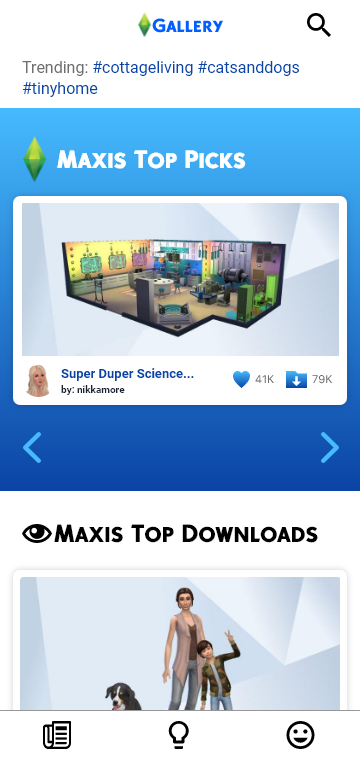 GALLERY
Trending: #cottageliving #catsanddogs
#tinyhome
MAXIS TOP PICKS
Super Duper Science...
41K
79K
by: nikkamore
MAXIS TOP DOWNLOADS